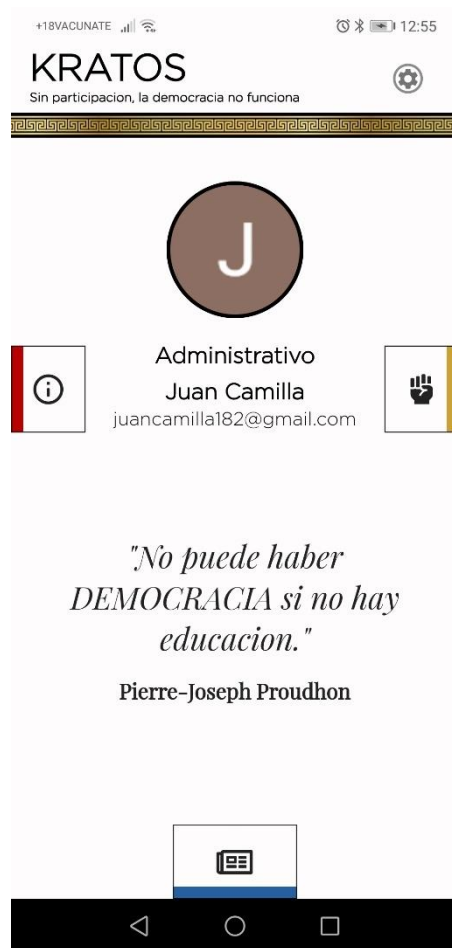 +18VACUNATE
12:55
KRATOS
Sin participacion, la democracia no funciona
J
Administrativo
Juan Camilla
juancamilla182@gmail.com
"No puede haber
DEMOCRACIA si no hay
educacion."
Pierre-Joseph Proudhon